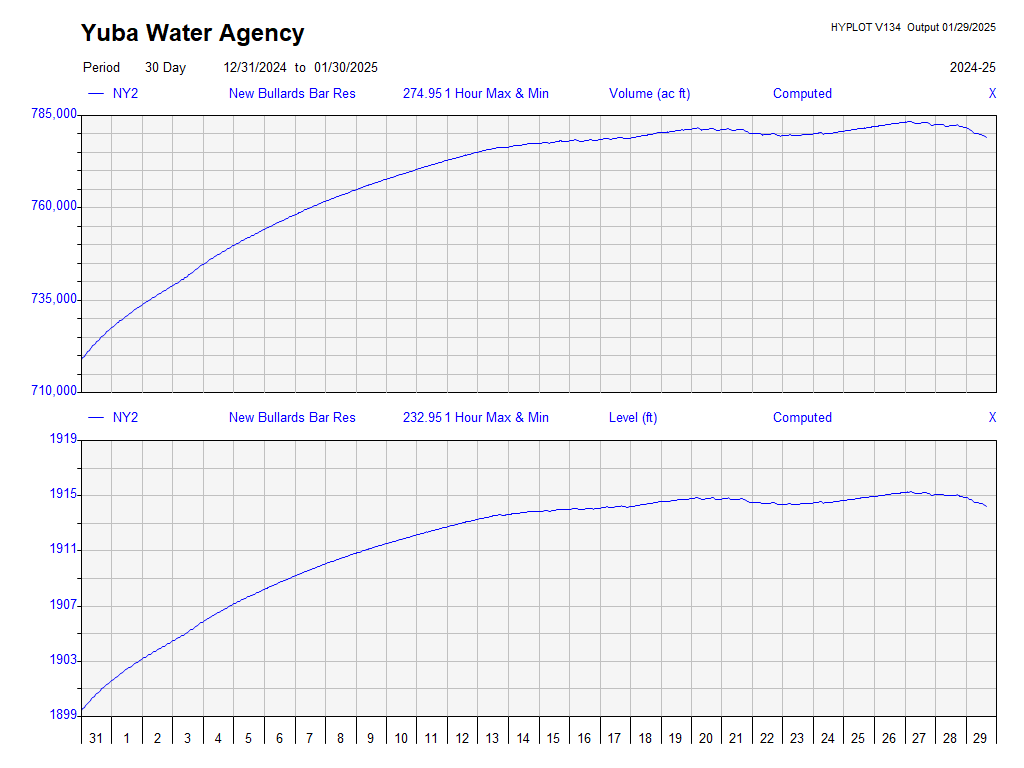 Yuba Water Agency
HYPLOT V134 Output 01/29/2025
Period 30 Day 12/31/2024 to 01/30/2025 2024-25
NY2 New Bullards Bar Res 274.95 1 Hour Max & Min Volume (ac ft) Computed X
785,000
760,000
735,000
710,000
NY2 New Bullards Bar Res 232.95 1 Hour Max & Min Level (ft) Computed X
1919
1915
1911
1907
1903
1899
31 1 2 3 4 5 6 7 8 9 10 11 12 13 14 15 16 17 18 19 20 21 22 23 24 25 26 27 28 29